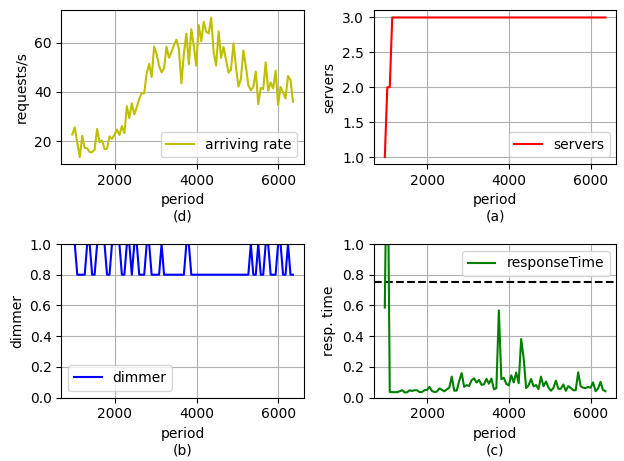 requests/s
60
40
20
arriving rate
2000 4000 6000
period
(d)
servers
3.0
2.5
2.0
1.5
1.0
servers
2000 4000 6000
period
(a)
dimmer
1.0
0.8
0.6
0.4
0.2
0.0
dimmer
2000 4000 6000
period
(b)
resp. time
1.0
0.8
0.6
0.4
0.2
0.0
responseTime
2000 4000 6000
period
(c)